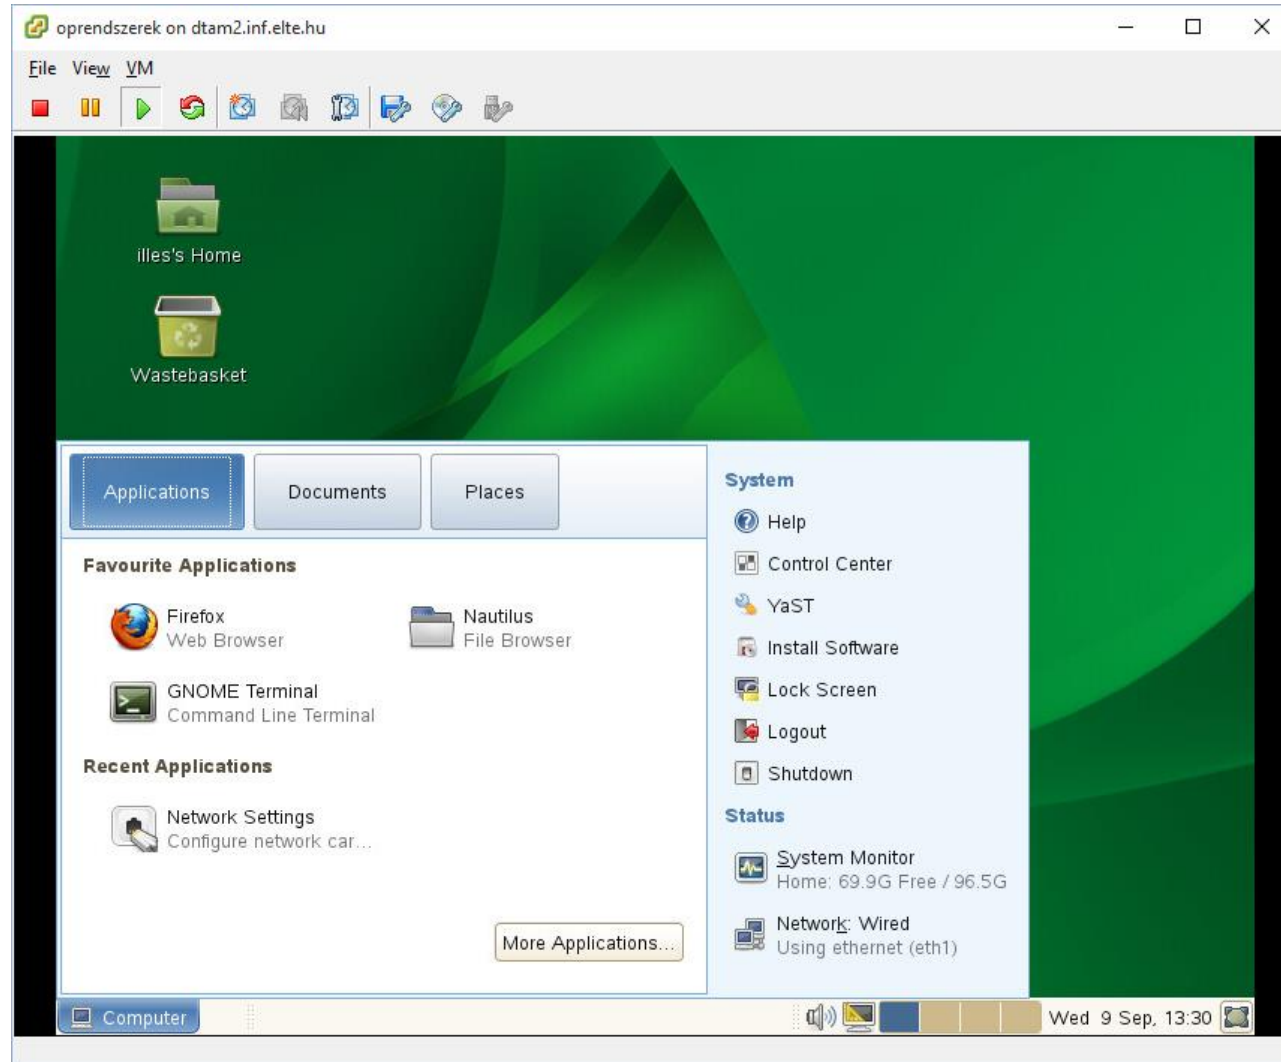 oprendszerek on dtam2.inf.elte.hu
File View VM
illes's Home
Wastebasket
Applications
Documents
Places
Favourite Applications
Firefox
Web Browser
Nautilus
File Browser
GNOME Terminal
Command Line Terminal
Recent Applications
Network Settings
Configure network car...
More Applications...
System
Help
Control Center
YaST
Install Software
Lock Screen
Logout
Shutdown
Status
System Monitor
Home: 69.9G Free / 96.5G
Network: Wired
Using ethernet (eth1)
Computer
Wed 9 Sep, 13:30